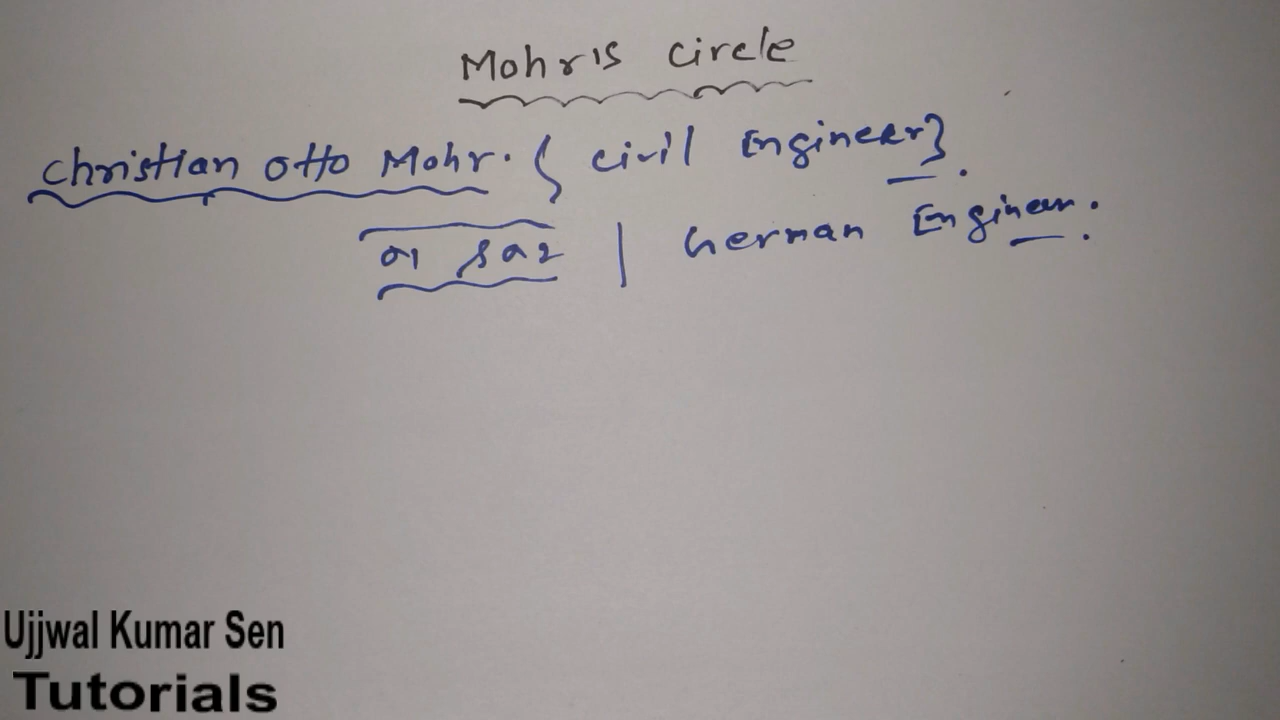 Mohr's circle
Christian Otto Mohr. { civil Engineer}.
| German Engineer.
Ujjwal Kumar Sen
Tutorials